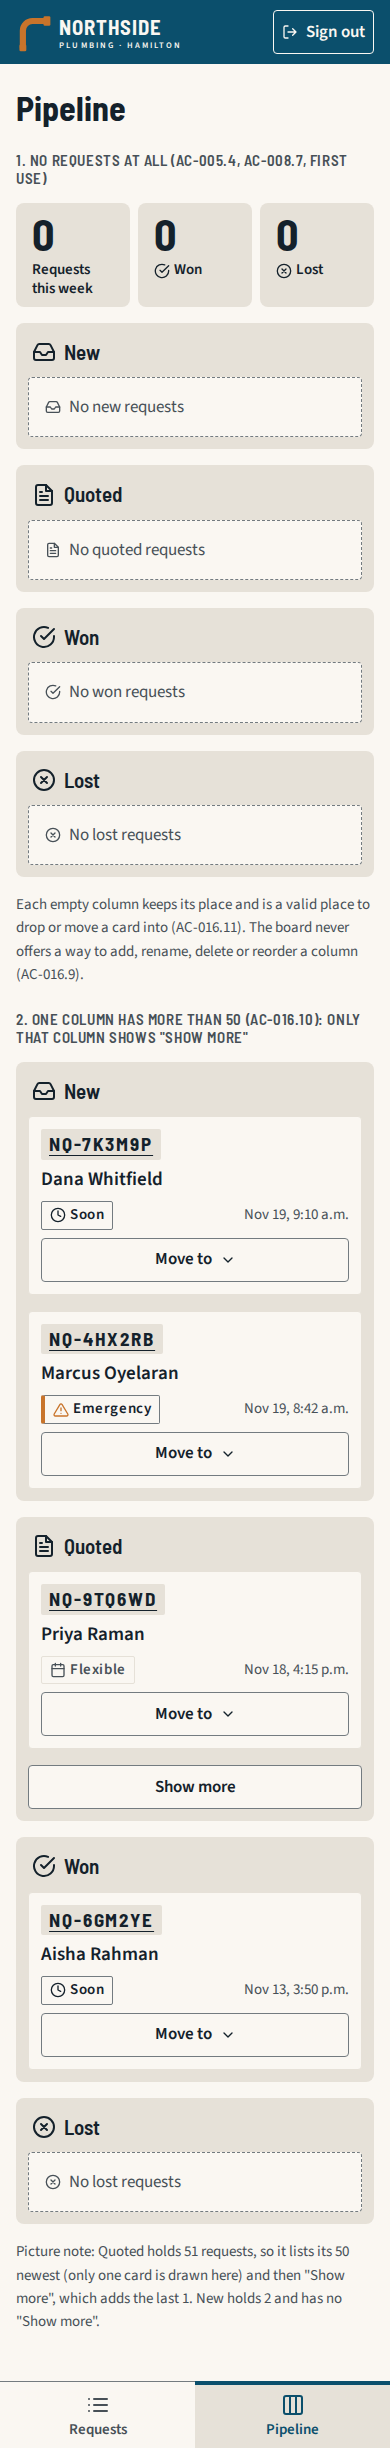 NORTHSIDE
PLUMBING · HAMILTON
Sign out
Pipeline
1. NO REQUESTS AT ALL (AC-005.4, AC-008.7, FIRST
USE)
0
Requests
this week
0
Won
0
Lost
New
No new requests
Quoted
No quoted requests
Won
No won requests
Lost
No lost requests
Each empty column keeps its place and is a valid place to
drop or move a card into (AC-016.11). The board never
offers a way to add, rename, delete or reorder a column
(AC-016.9).
2. ONE COLUMN HAS MORE THAN 50 (AC-016.10): ONLY
THAT COLUMN SHOWS "SHOW MORE"
New
NQ-7K3M9P
Dana Whitfield
Soon
Nov 19, 9:10 a.m.
Move to
NQ-4HX2RB
Marcus Oyelaran
Emergency
Nov 19, 8:42 a.m.
Move to
Quoted
NQ-9TQ6WD
Priya Raman
Flexible
Nov 18, 4:15 p.m.
Move to
Show more
Won
NQ-6GM2YE
Aisha Rahman
Soon
Nov 13, 3:50 p.m.
Move to
Lost
No lost requests
Picture note: Quoted holds 51 requests, so it lists its 50
newest (only one card is drawn here) and then "Show
more", which adds the last 1. New holds 2 and has no
"Show more".
Requests
Pipeline